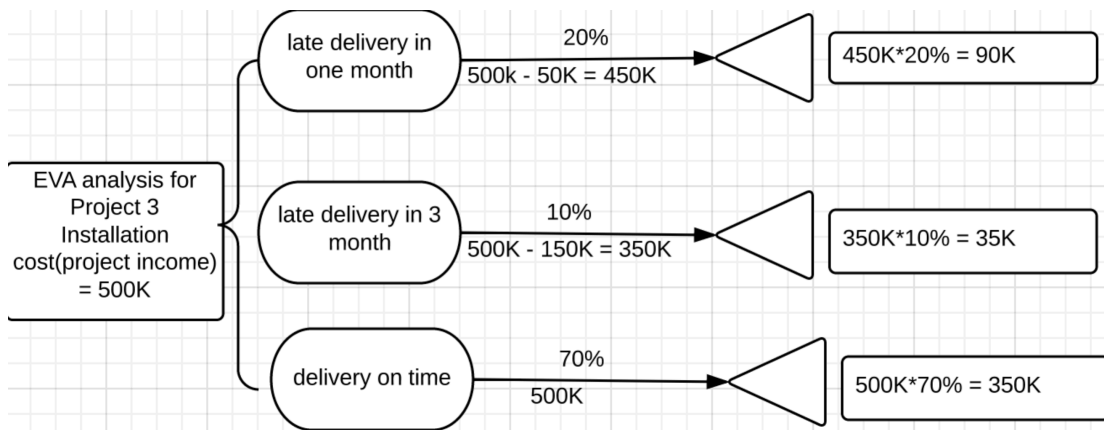 late delivery in
one month
20%
500k - 50K = 450K
450K*20% = 90K
EVA analysis for
Project 3
Installation
cost(project income)
= 500K
late delivery in 3
month
10%
500K - 150K = 350K
350K*10% = 35K
delivery on time
70%
500K
500K*70% = 350K